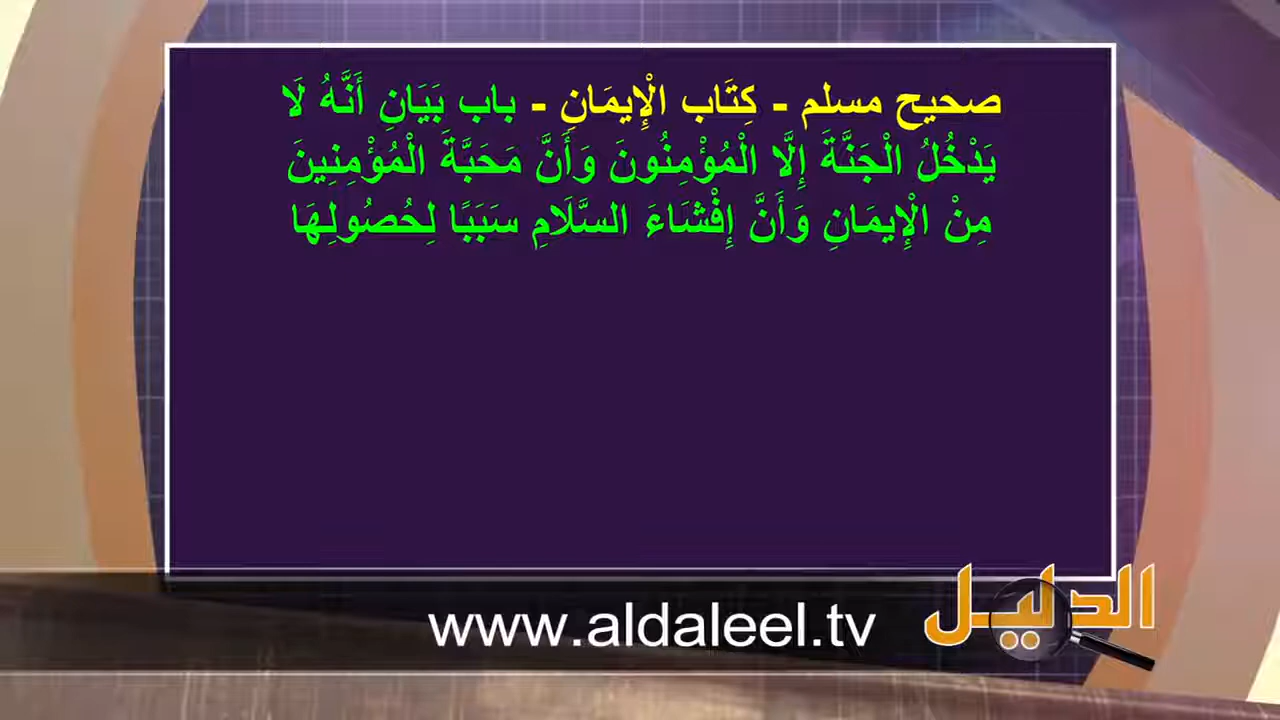 صحيح مسلم - كِتَاب الْإِيمَانِ - باب بَيَانِ أَنَّهُ لَا
يَدْخُلُ الْجَنَّةَ إِلَّا الْمُؤْمِنُونَ وَأَنَّ مَحَبَّةَ الْمُؤْمِنِينَ
مِنْ الْإِيمَانِ وَأَنَّ إِفْشَاءَ السَّلَامِ سَبَبًا لِحُصُولِهَا
الدليل
www.aldaleel.tv